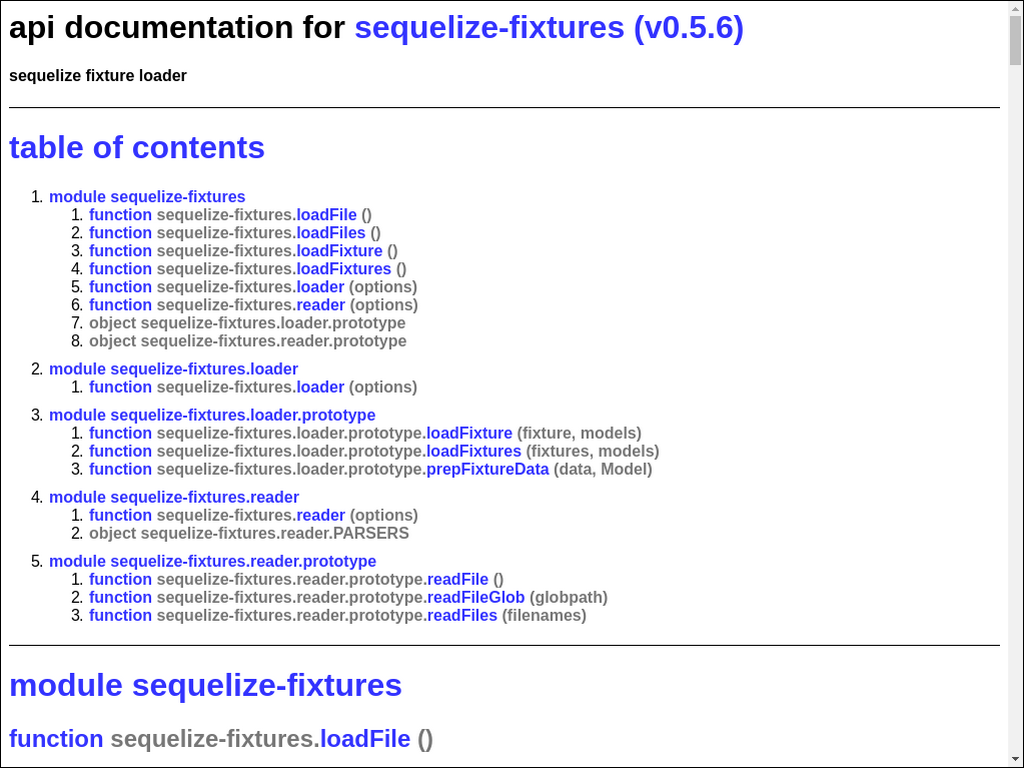 api documentation for sequelize-fixtures (v0.5.6)
sequelize fixture loader
table of contents
1. module sequelize-fixtures
1. function sequelize-fixtures.loadFile ()
2. function sequelize-fixtures.loadFiles ()
3. function sequelize-fixtures.loadFixture ()
4. function sequelize-fixtures.loadFixtures ()
5. function sequelize-fixtures.loader (options)
6. function sequelize-fixtures.reader (options)
7. object sequelize-fixtures.loader.prototype
8. object sequelize-fixtures.reader.prototype
2. module sequelize-fixtures.loader
1. function sequelize-fixtures.loader (options)
3. module sequelize-fixtures.loader.prototype
1. function sequelize-fixtures.loader.prototype.loadFixture (fixture, models)
2. function sequelize-fixtures.loader.prototype.loadFixtures (fixtures, models)
3. function sequelize-fixtures.loader.prototype.prepFixtureData (data, Model)
4. module sequelize-fixtures.reader
1. function sequelize-fixtures.reader (options)
2. object sequelize-fixtures.reader.PARSERS
5. module sequelize-fixtures.reader.prototype
1. function sequelize-fixtures.reader.prototype.readFile ()
2. function sequelize-fixtures.reader.prototype.readFileGlob (globpath)
3. function sequelize-fixtures.reader.prototype.readFiles (filenames)
module sequelize-fixtures
function sequelize-fixtures.loadFile ()